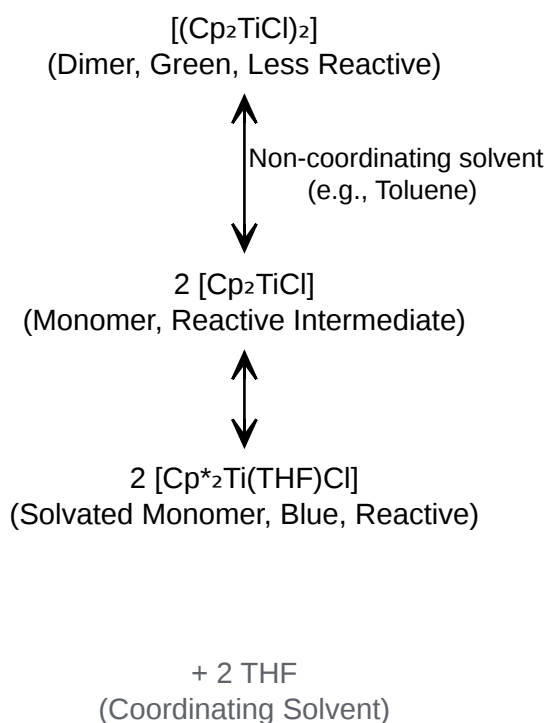 [(Cp₂TiCl)₂]
(Dimer, Green, Less Reactive)
Non-coordinating solvent
(e.g., Toluene)
2 [Cp₂TiCl]
(Monomer, Reactive Intermediate)
2 [Cp*₂Ti(THF)Cl]
(Solvated Monomer, Blue, Reactive)
+ 2 THF
(Coordinating Solvent)